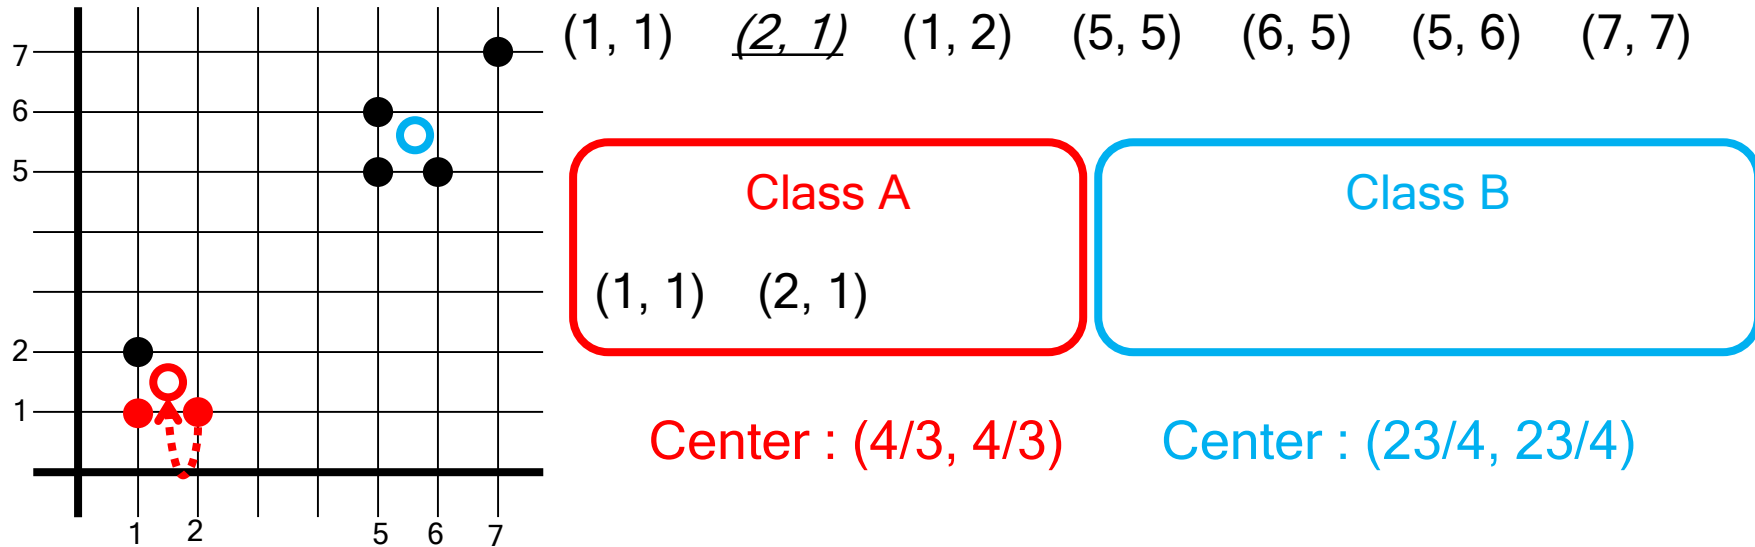 (1, 1) (2, 1) (1, 2) (5, 5) (6, 5) (5, 6) (7, 7)
7
6
5
2
1
1 2 5 6 7
Class A
(1, 1) (2, 1)
Class B
Center : (4/3, 4/3)
Center : (23/4, 23/4)